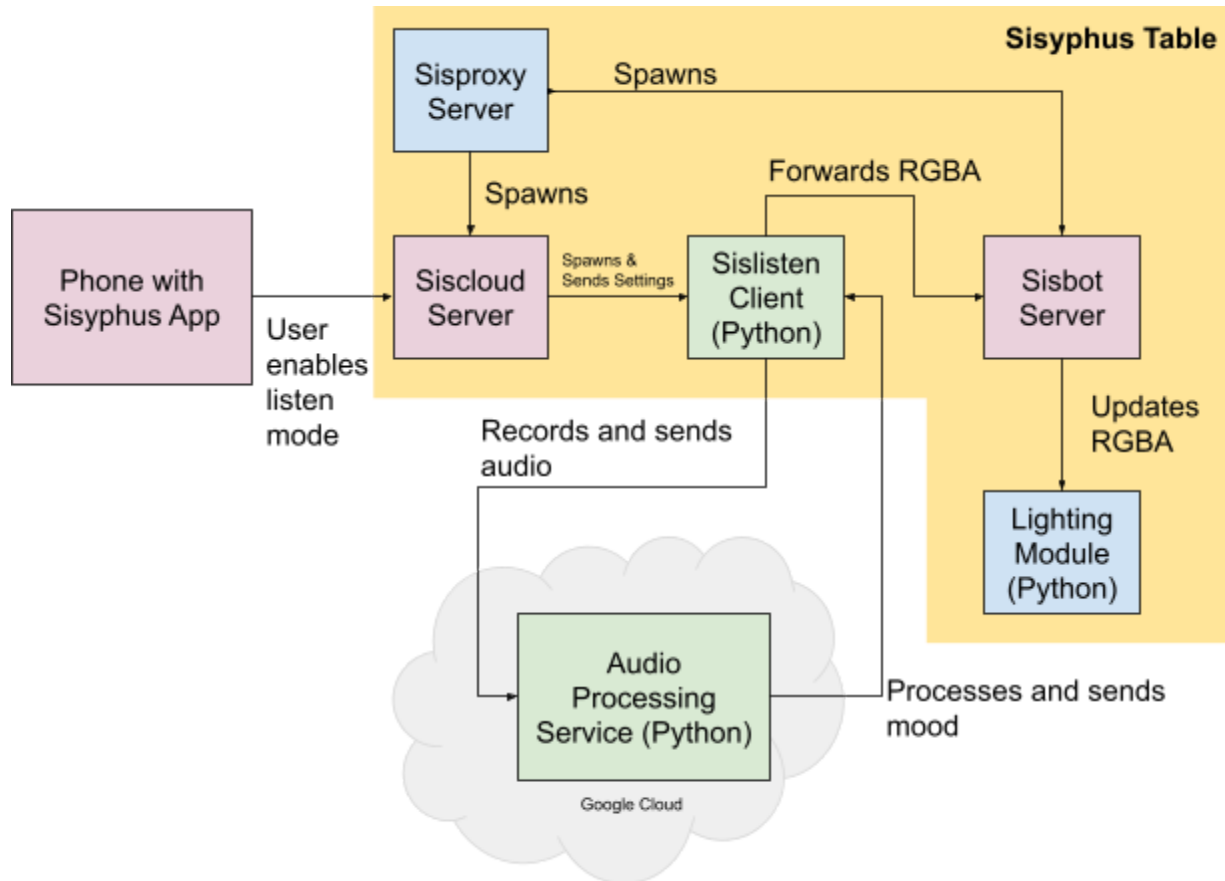 Sisyphus Table
Sisproxy
Server
Spawns
Spawns
Forwards RGBA
Phone with
Sisyphus App
User
enables
listen
mode
Siscloud
Server
Spawns &
Sends Settings
Sislisten
Client
(Python)
Sisbot
Server
Updates
RGBA
Records and sends
audio
Lighting
Module
(Python)
Audio
Processing
Service (Python)
Processes and sends
mood
Google Cloud